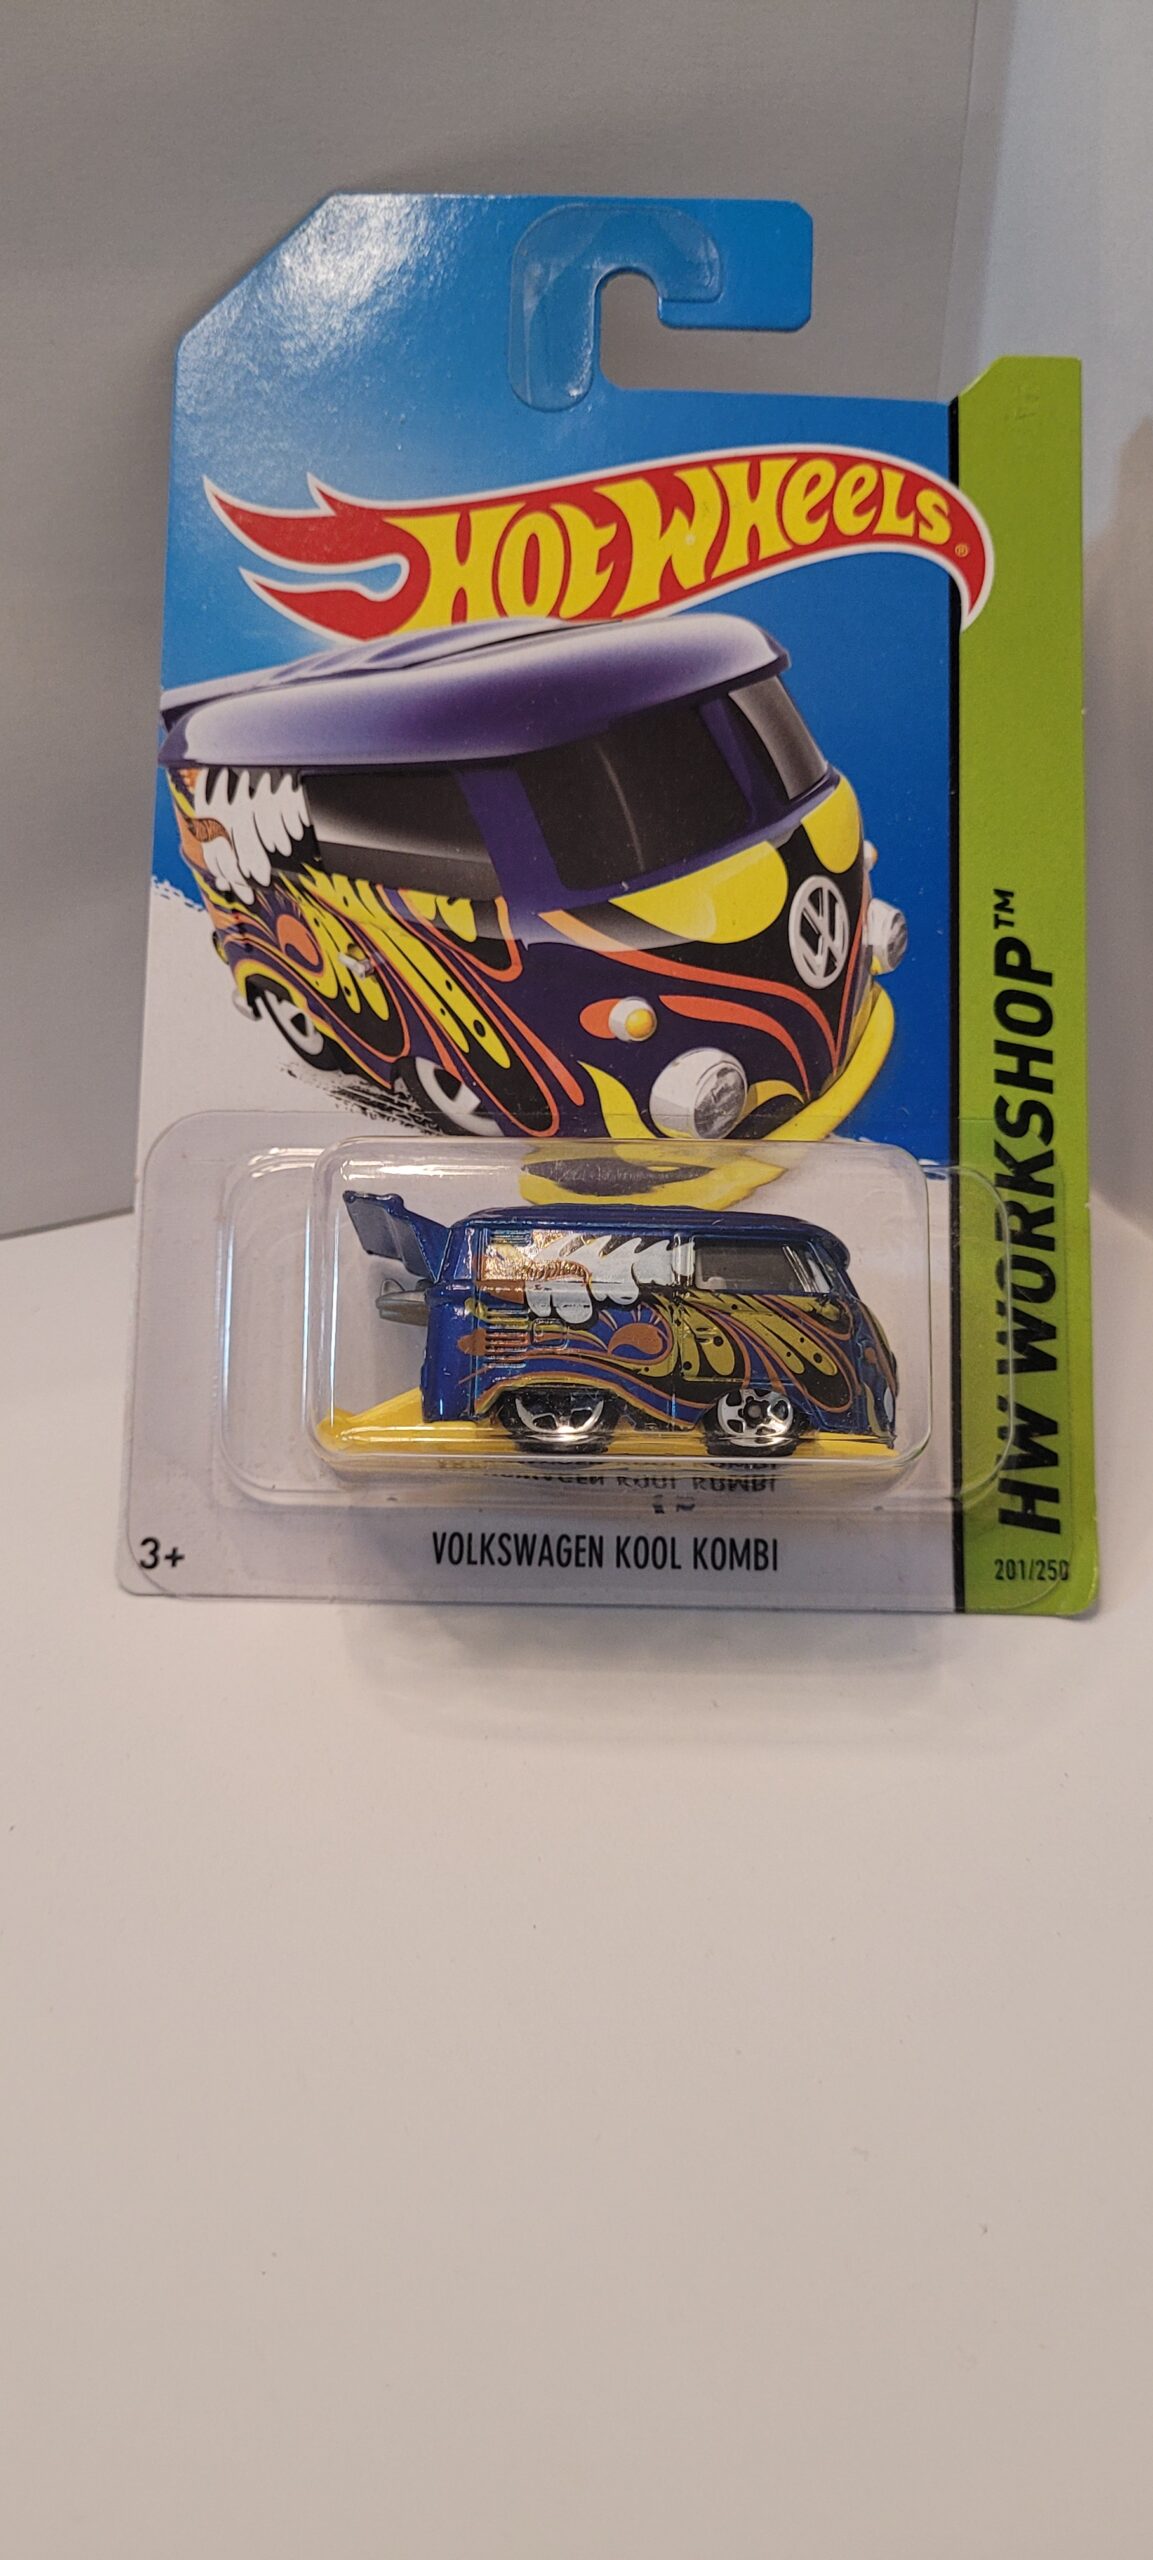 HOT WHEELS®
HW WORKSHOP™
3+
VOLKSWAGEN KOOL KOMBI
201/250